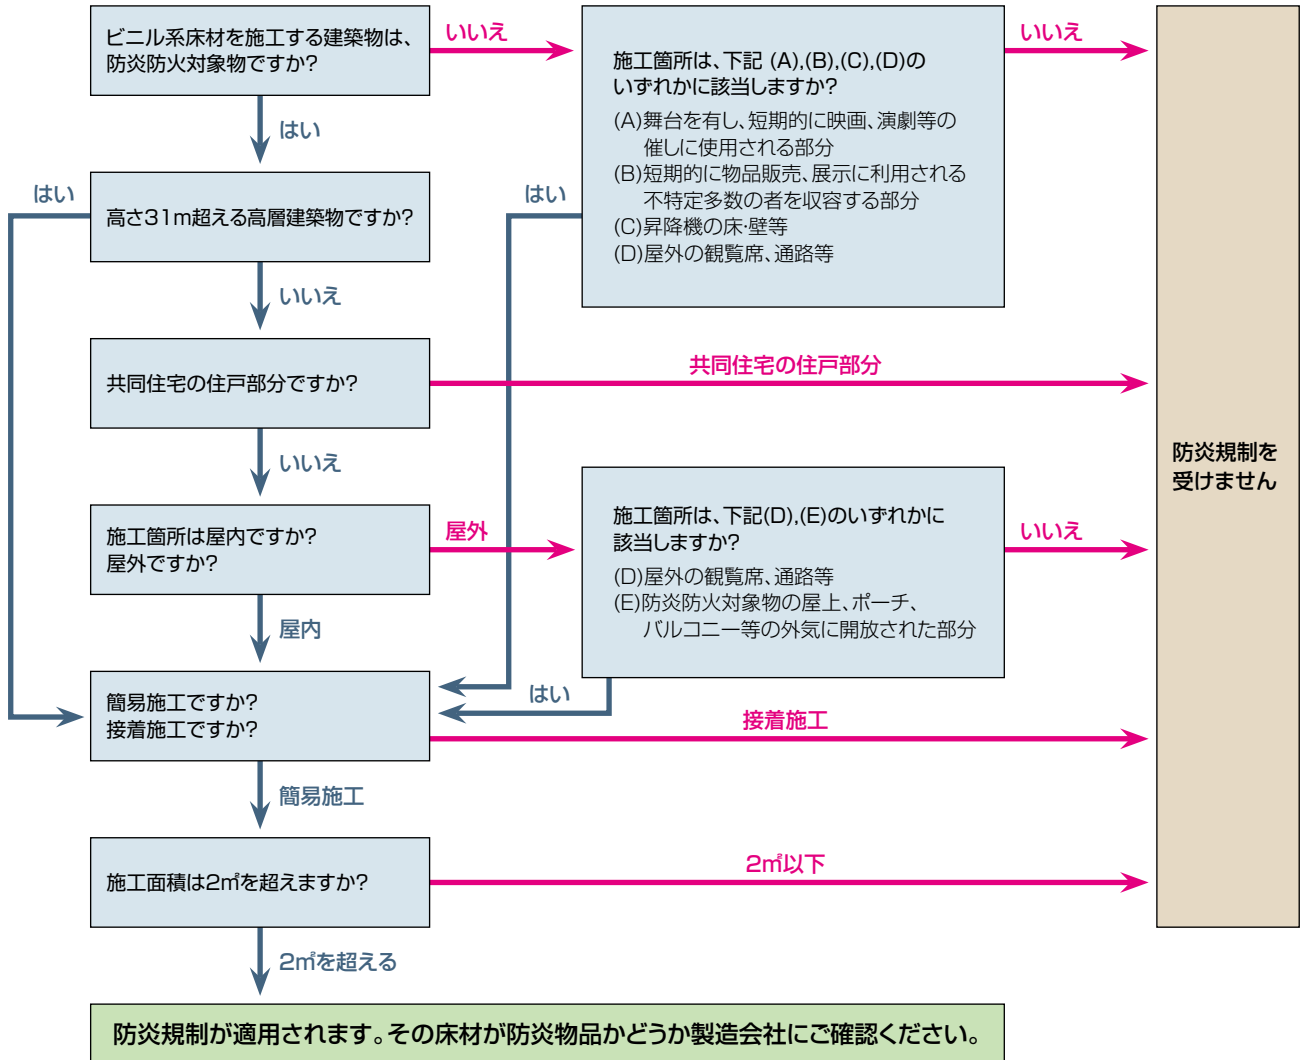 ビニル系床材を施工する建築物は、
防炎防火対象物ですか?
いいえ
施工箇所は、下記 (A),(B),(C),(D)の
いずれかに該当しますか?
(A)舞台を有し、短期的に映画、演劇等の
催しに使用される部分
(B)短期的に物品販売、展示に利用される
不特定多数の者を収容する部分
(C)昇降機の床・壁等
(D)屋外の観覧席、通路等
いいえ
はい
はい
高さ31m超える高層建築物ですか?
はい
いいえ
共同住宅の住戸部分ですか?
共同住宅の住戸部分
いいえ
防炎規制を
受けません
施工箇所は屋内ですか?
屋外ですか?
屋外
施工箇所は、下記(D),(E)のいずれかに
該当しますか?
(D)屋外の観覧席、通路等
(E)防炎防火対象物の屋上、ポーチ、
バルコニー等の外気に開放された部分
いいえ
屋内
はい
簡易施工ですか?
接着施工ですか?
接着施工
簡易施工
施工面積は2㎡を超えますか?
2㎡以下
2㎡を超える
防炎規制が適用されます。その床材が防炎物品かどうか製造会社にご確認ください。